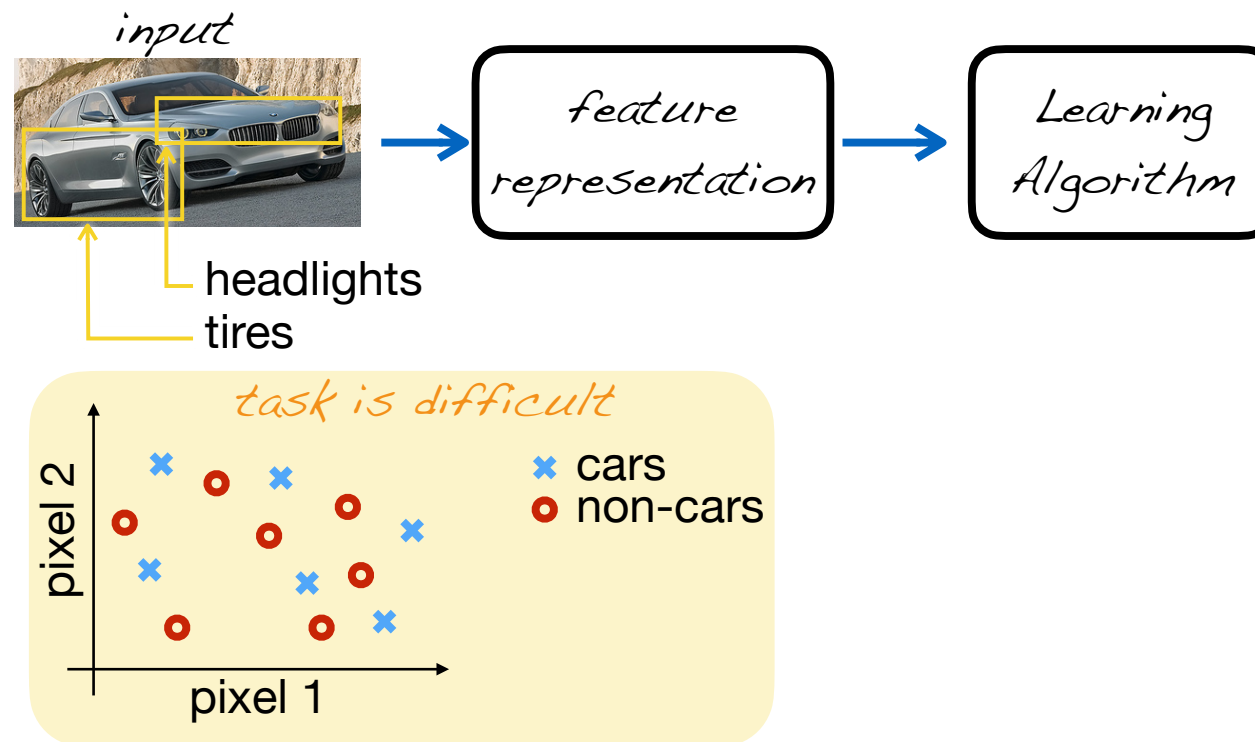 input
feature
representation
Learning
Algorithm
headlights
tires
task is difficult
cars
non-cars
pixel 2
pixel 1